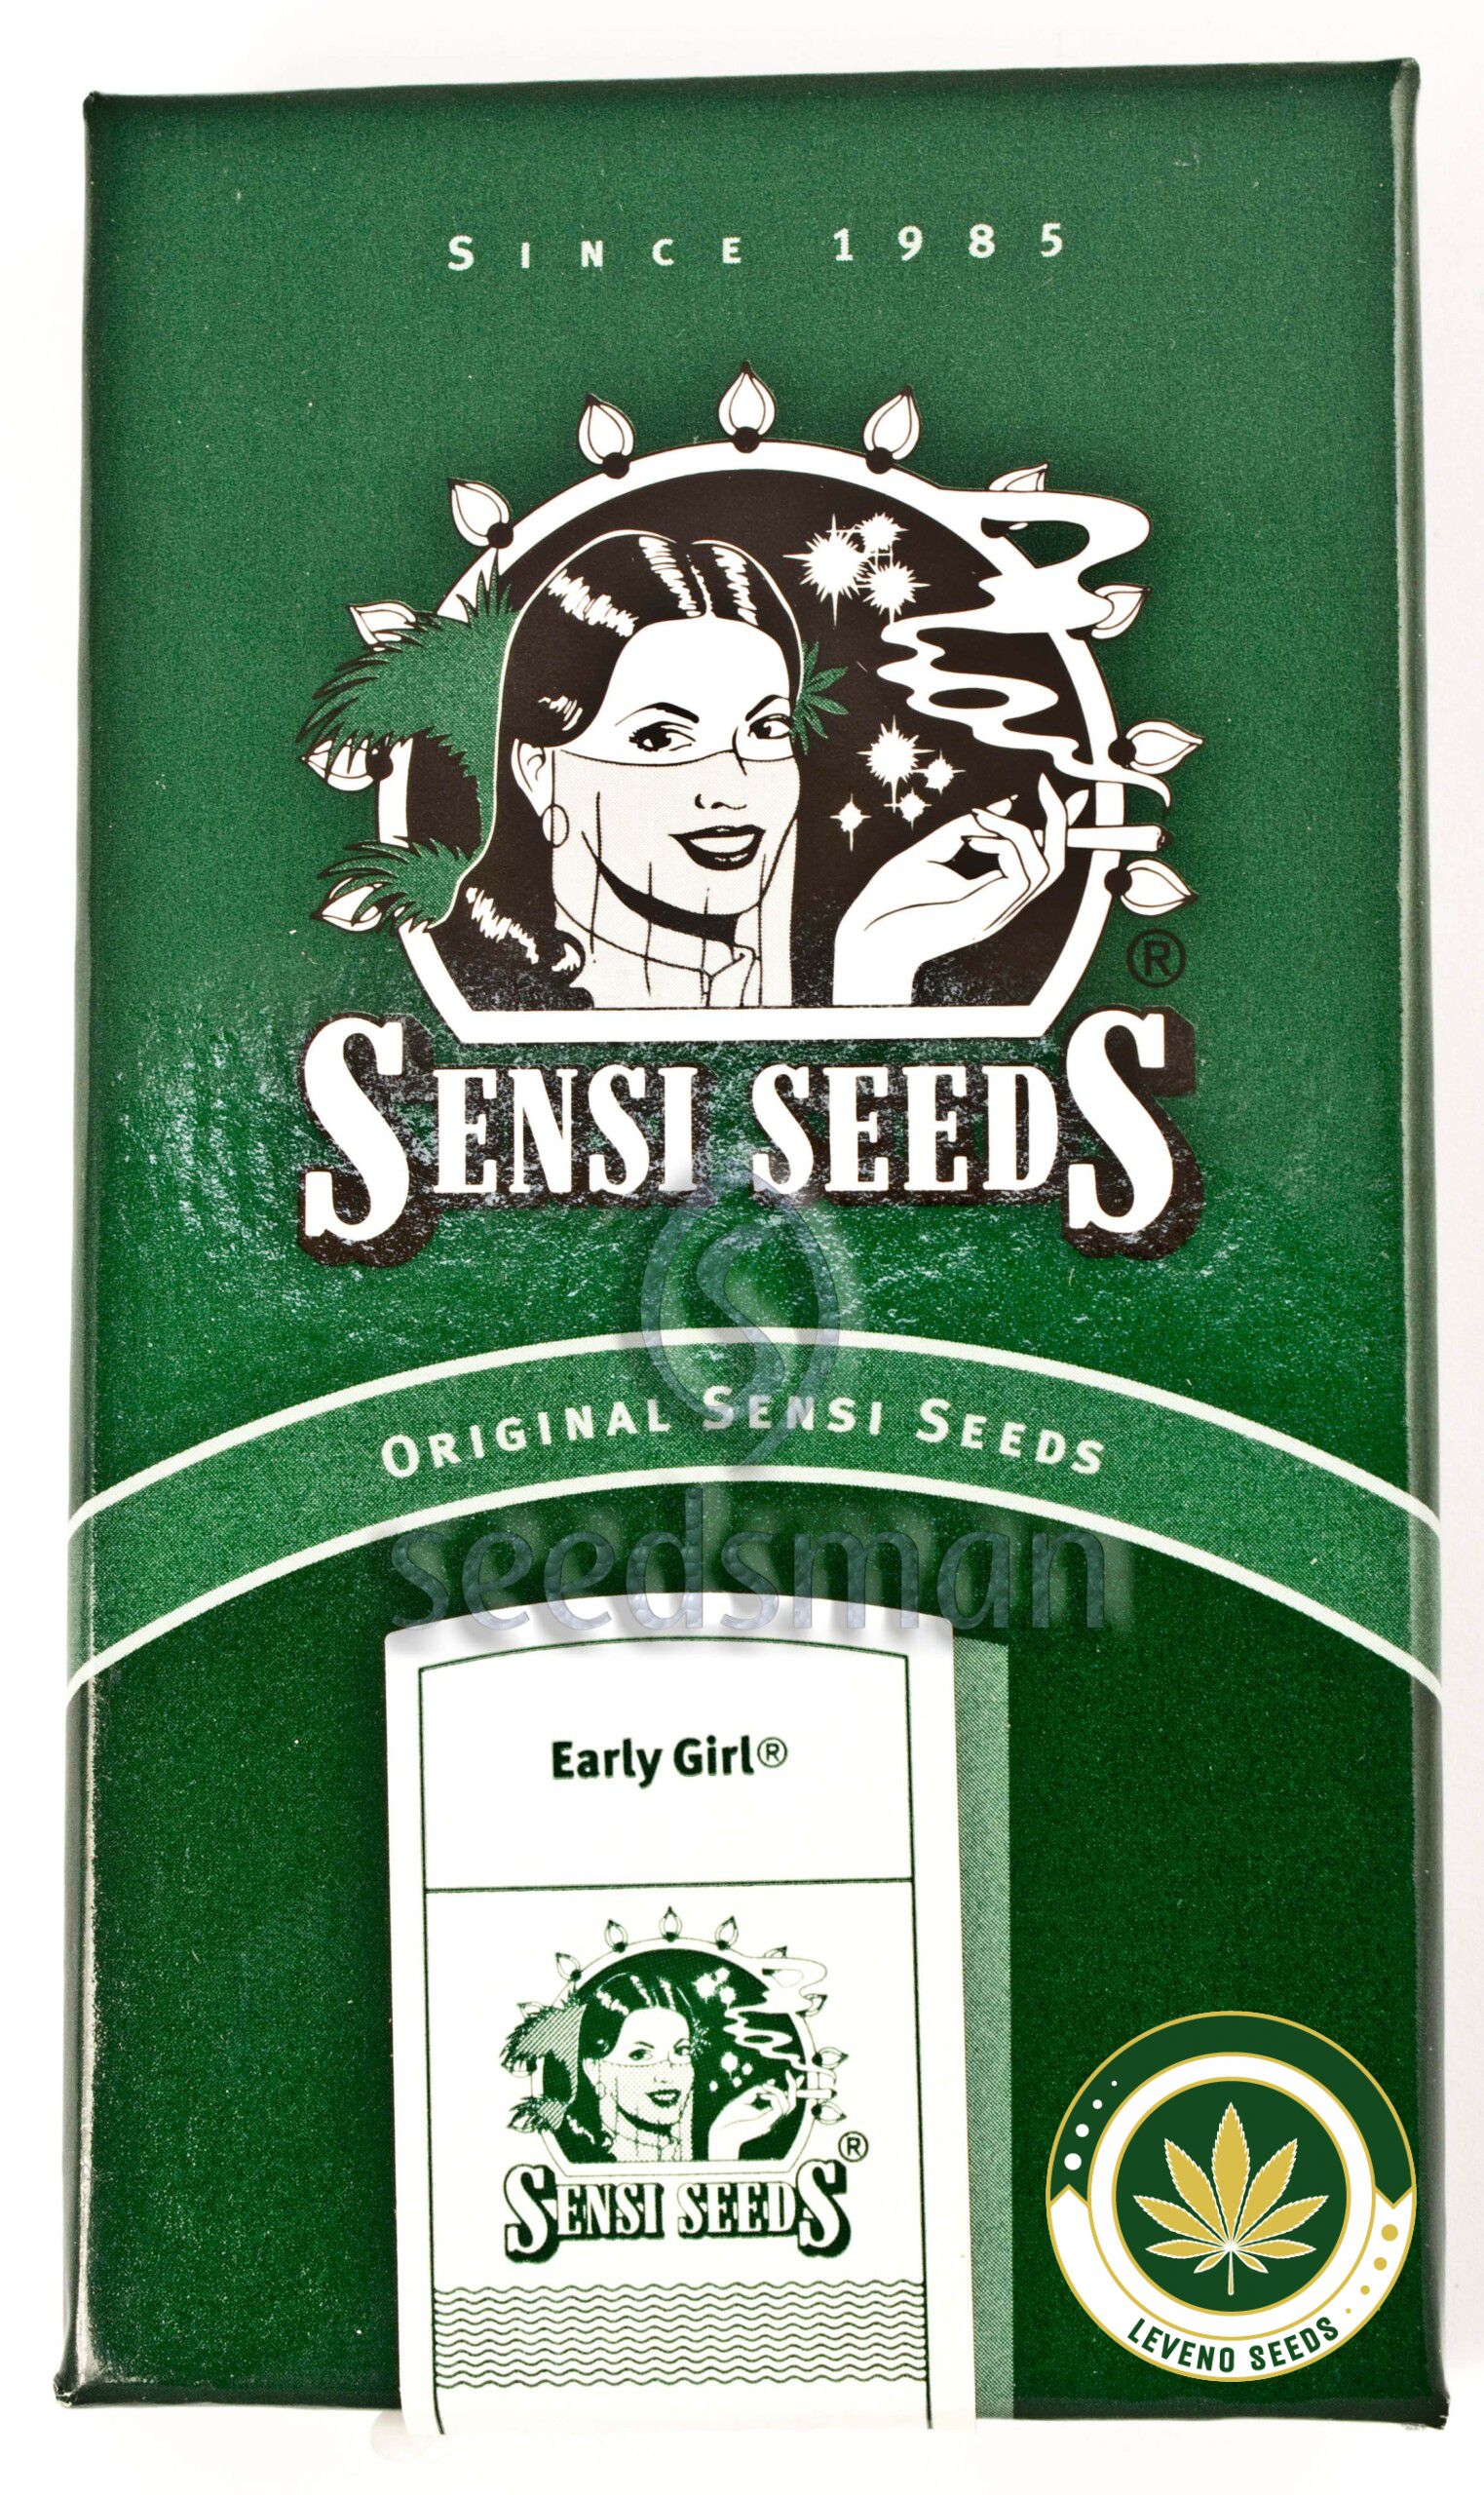 SINCE 1985
®
SENSI SEEDS
ORIGINAL SENSI SEEDS
seedsman
Early Girl®
®
SENSI SEEDS
LEVENO SEEDS